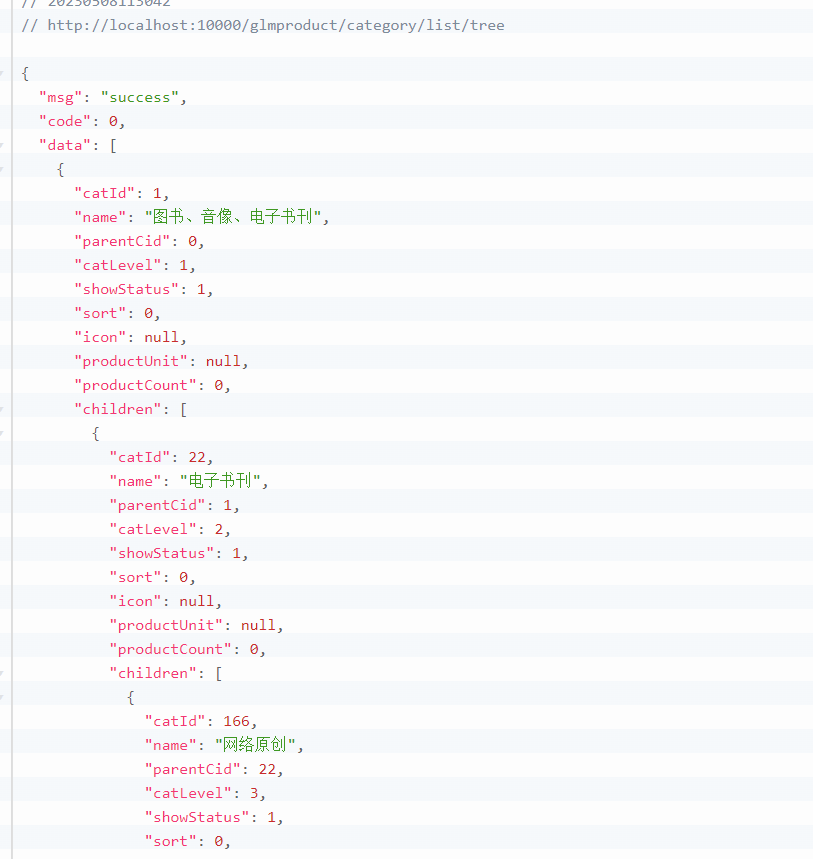 // 20230508113042
// http://localhost:10000/glmproduct/category/list/tree
{
"msg": "success",
"code": 0,
"data": [
{
"catId": 1,
"name": "图书、音像、电子书刊",
"parentCid": 0,
"catLevel": 1,
"showStatus": 1,
"sort": 0,
"icon": null,
"productUnit": null,
"productCount": 0,
"children": [
{
"catId": 22,
"name": "电子书刊",
"parentCid": 1,
"catLevel": 2,
"showStatus": 1,
"sort": 0,
"icon": null,
"productUnit": null,
"productCount": 0,
"children": [
{
"catId": 166,
"name": "网络原创",
"parentCid": 22,
"catLevel": 3,
"showStatus": 1,
"sort": 0,